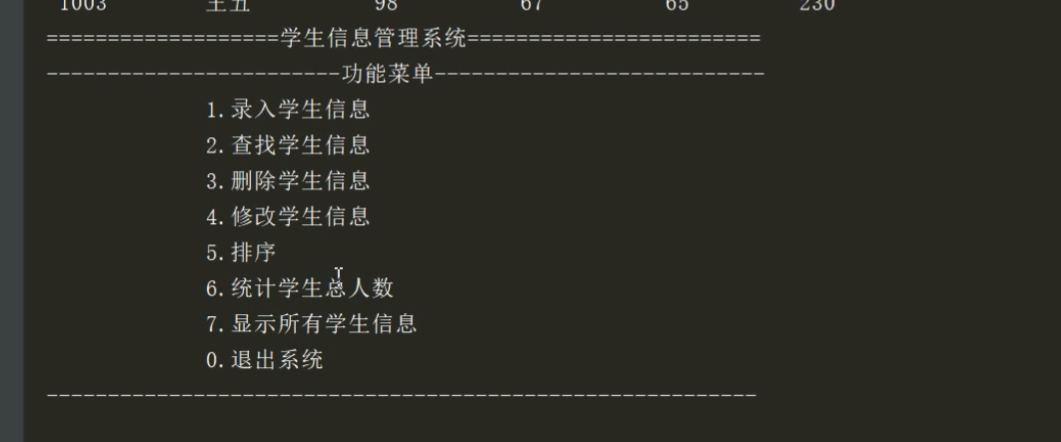 1003 王五 98 67 65 230
===================学生信息管理系统========================
------------------------功能菜单---------------------------
1.录入学生信息
2.查找学生信息
3.删除学生信息
4.修改学生信息
5.排序
6.统计学生总人数
7.显示所有学生信息
0.退出系统
----------------------------------------------------------